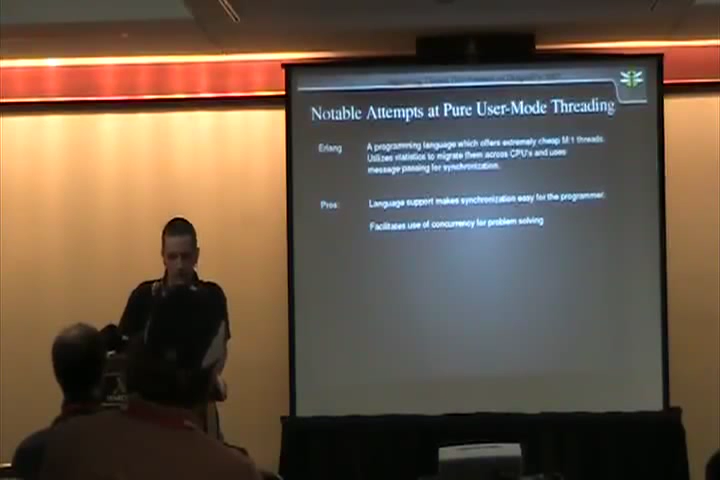 Notable Attempts at Pure User-Mode Threading
Erlang A programming language which offers extremely cheap M:1 threads.
Utilizes statistics to migrate them across CPU's and uses
message passing for synchronization.
Pros: Language support makes synchronization easy for the programmer.
Facilitates use of concurrency for problem solving